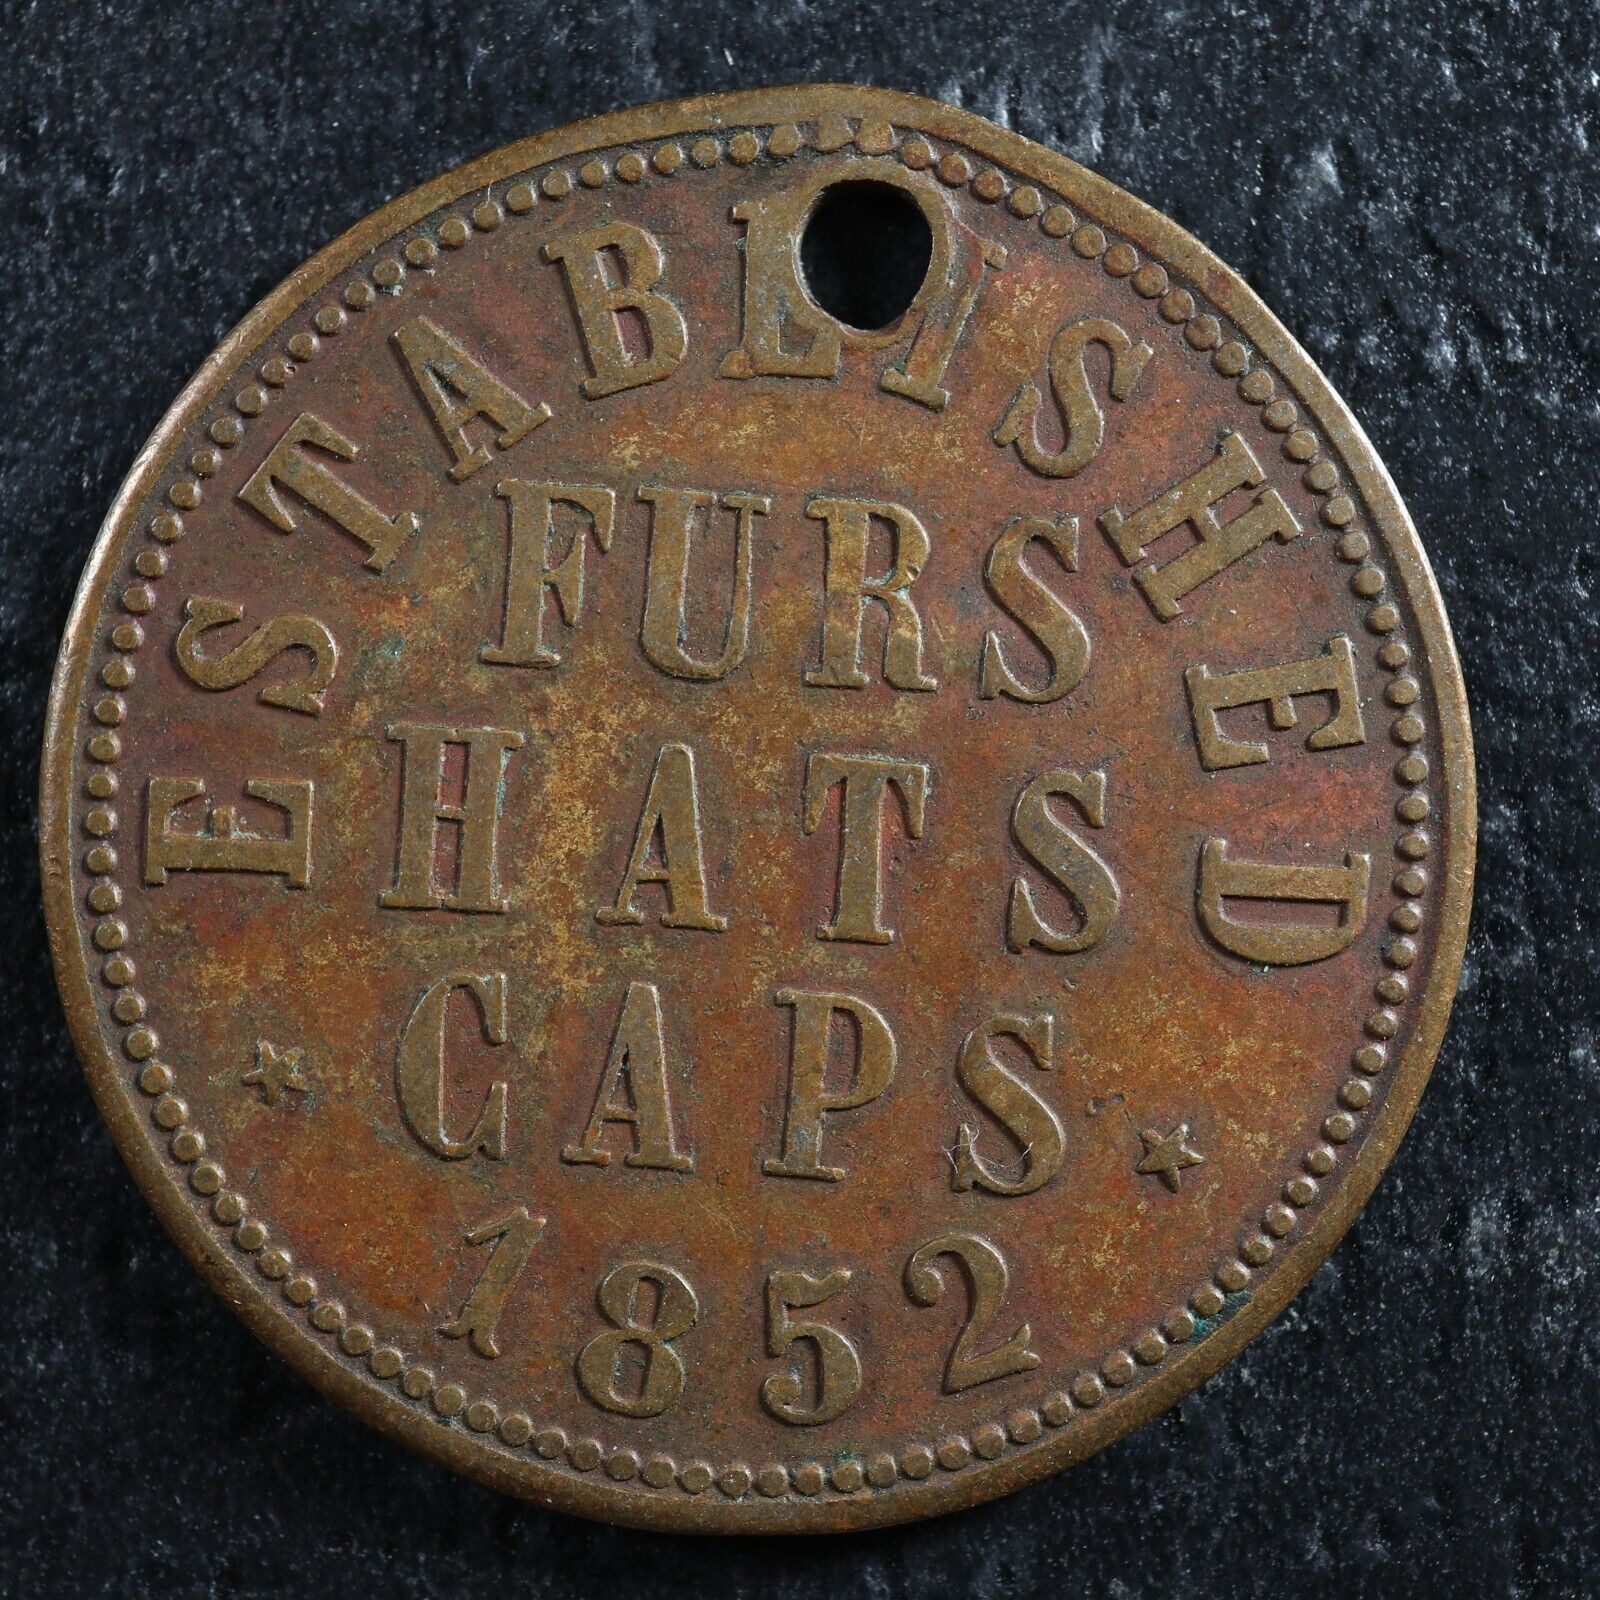 ESTABLISHED
FURS
HATS
CAPS
1852